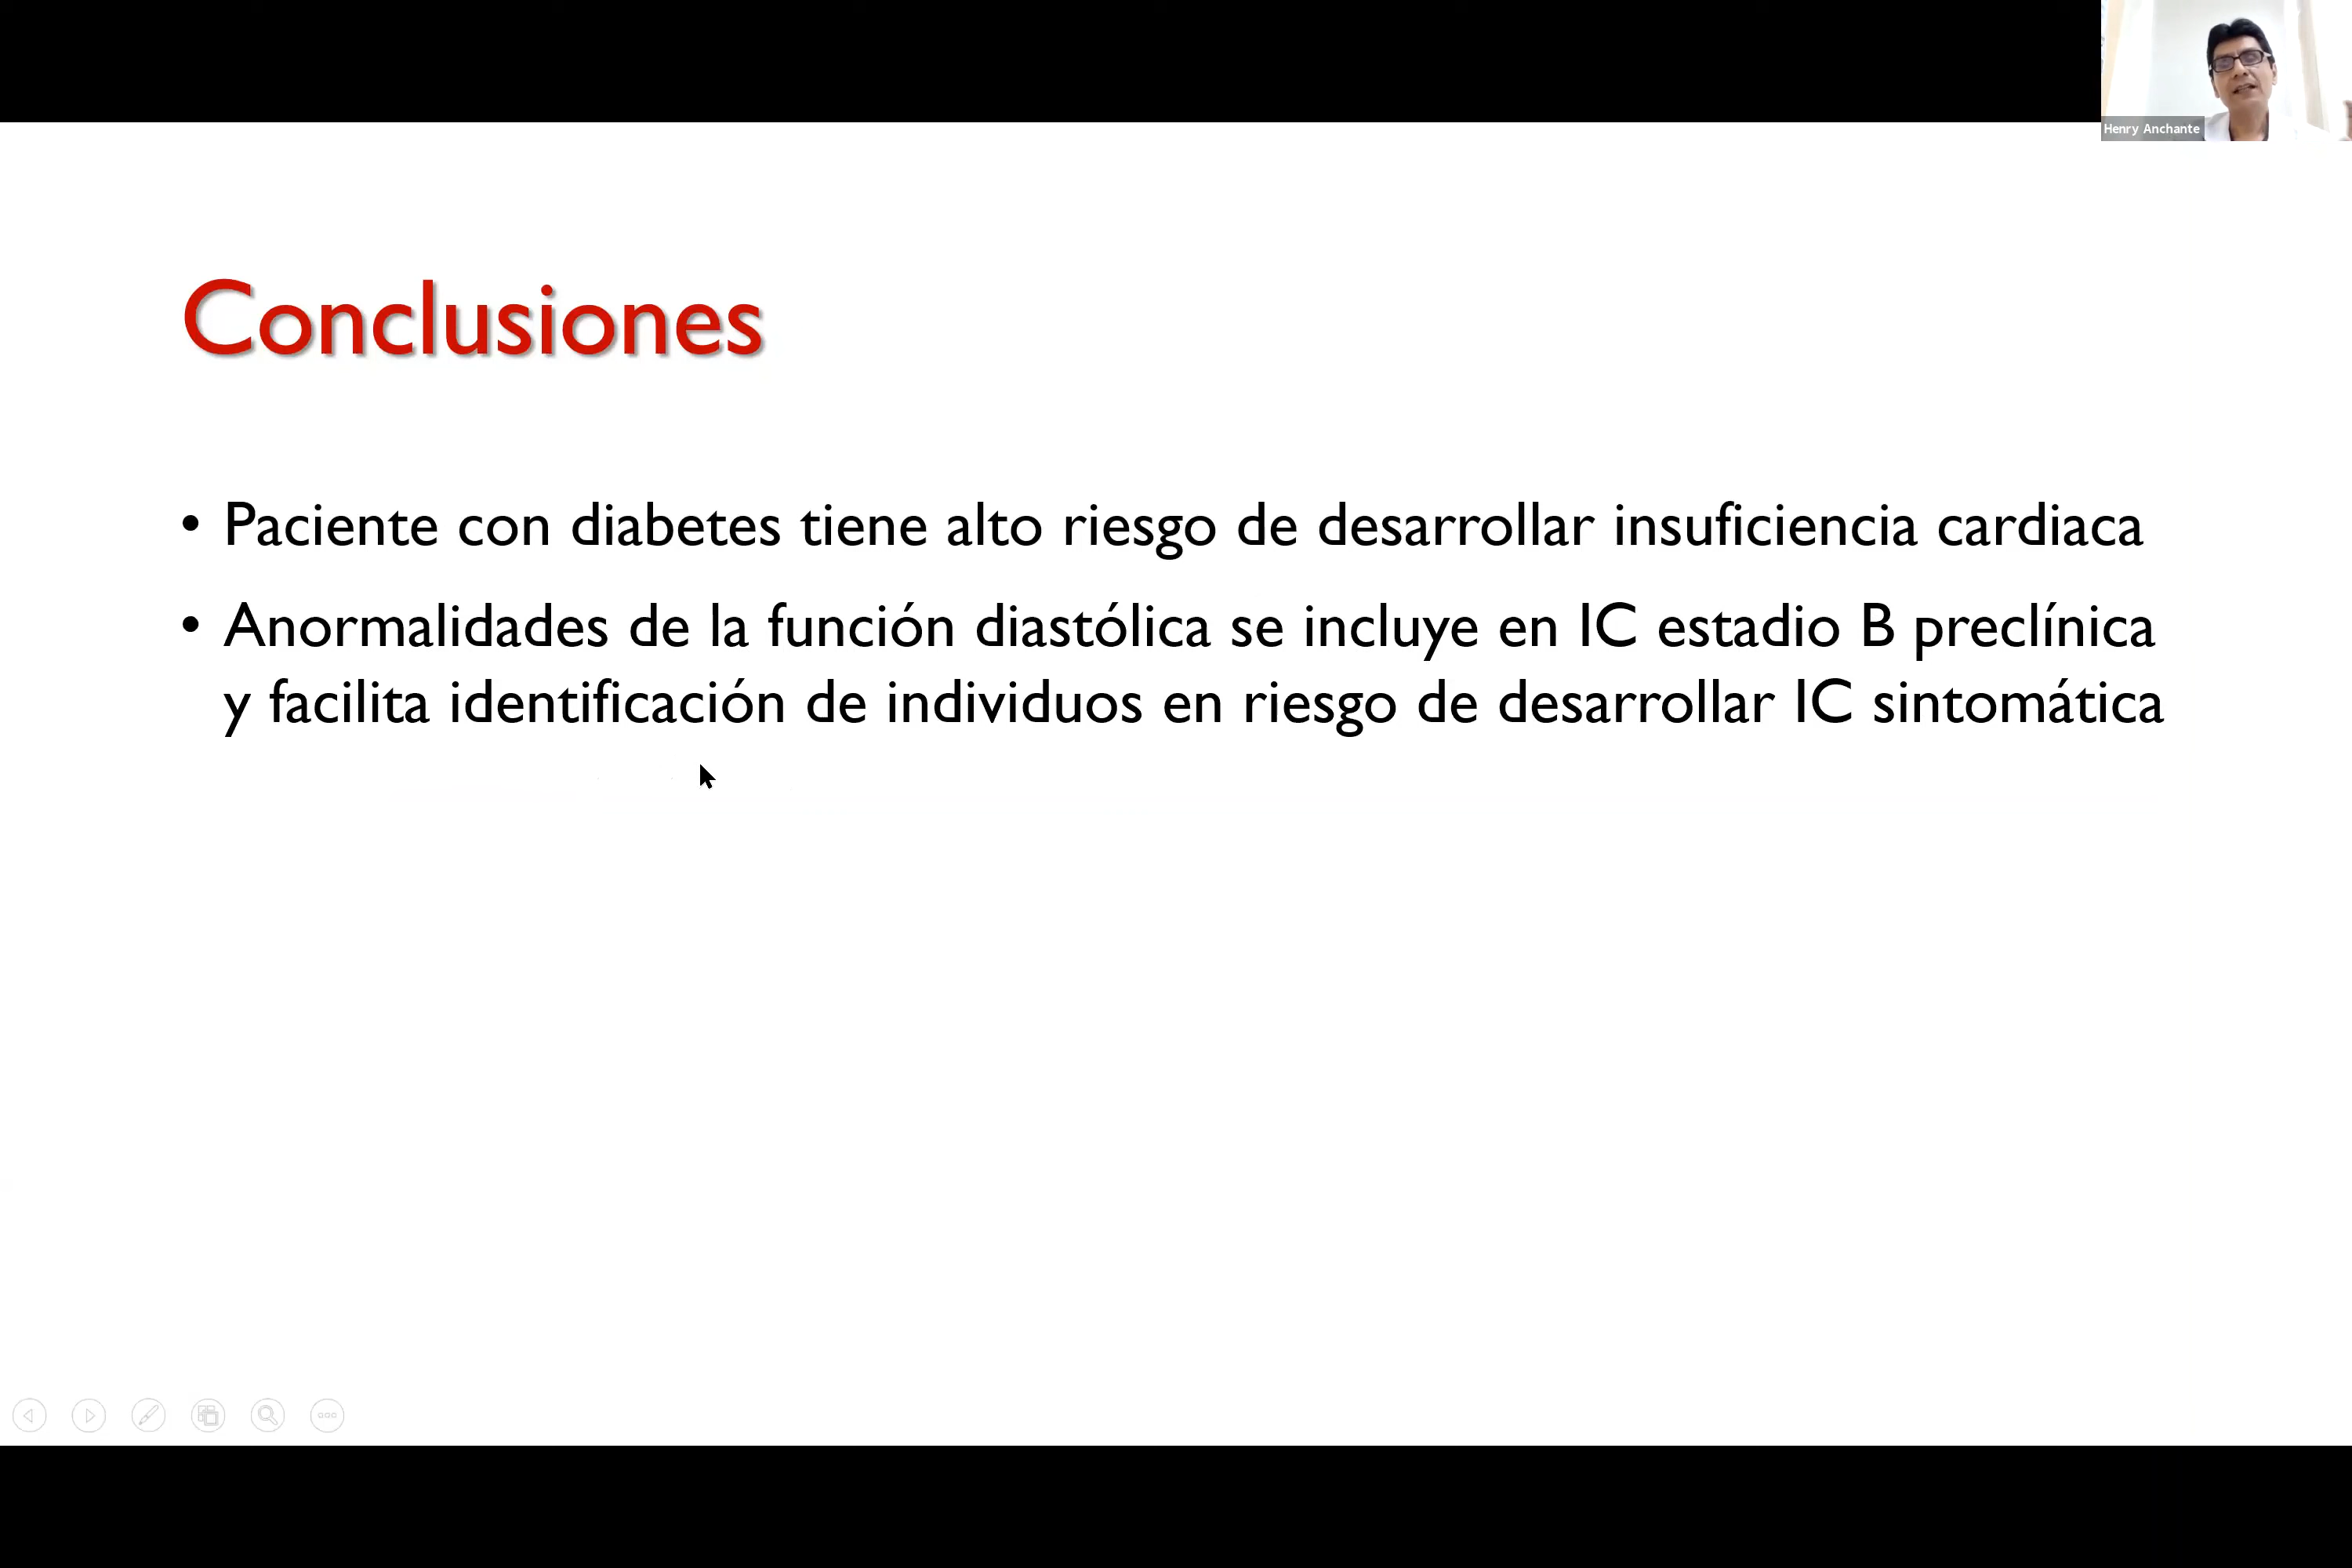 Henry Anchante
Conclusiones
• Paciente con diabetes tiene alto riesgo de desarrollar insuficiencia cardiaca
• Anormalidades de la función diastólica se incluye en IC estadio B preclínica
y facilita identificación de individuos en riesgo de desarrollar IC sintomática